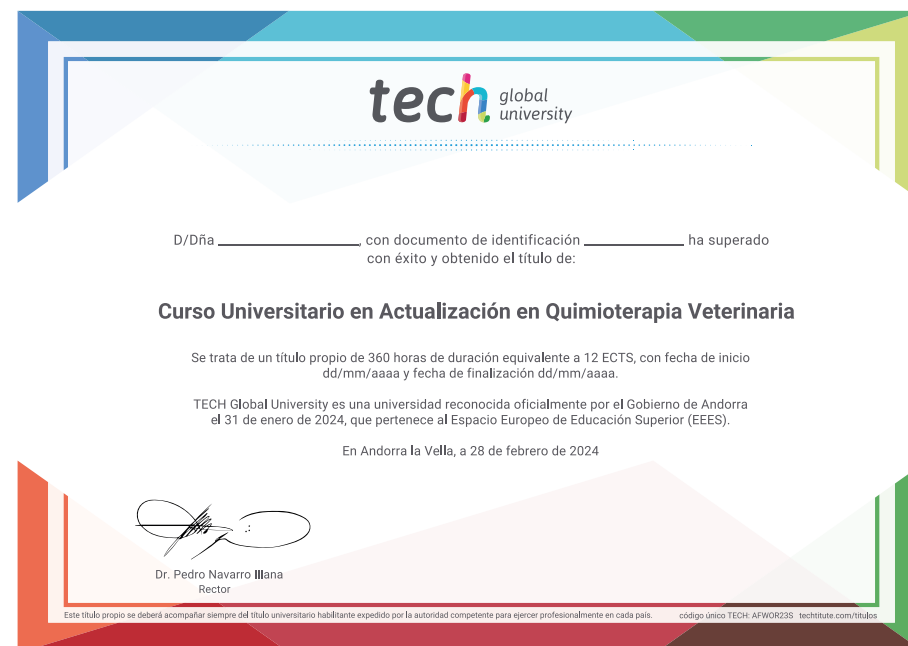 tech global university
D/Dña ____________, con documento de identificación ____________ ha superado
con éxito y obtenido el título de:
Curso Universitario en Actualización en Quimioterapia Veterinaria
Se trata de un título propio de 360 horas de duración equivalente a 12 ECTS, con fecha de inicio
dd/mm/aaaa y fecha de finalización dd/mm/aaaa.
TECH Global University es una universidad reconocida oficialmente por el Gobierno de Andorra
el 31 de enero de 2024, que pertenece al Espacio Europeo de Educación Superior (EEES).
En Andorra la Vella, a 28 de febrero de 2024
Dr. Pedro Navarro Illana
Rector
Este título propio se deberá acompañar siempre del título universitario habilitante expedido por la autoridad competente para ejercer profesionalmente en cada país. código único TECH: AFWOR23S techtitute.com/titulos